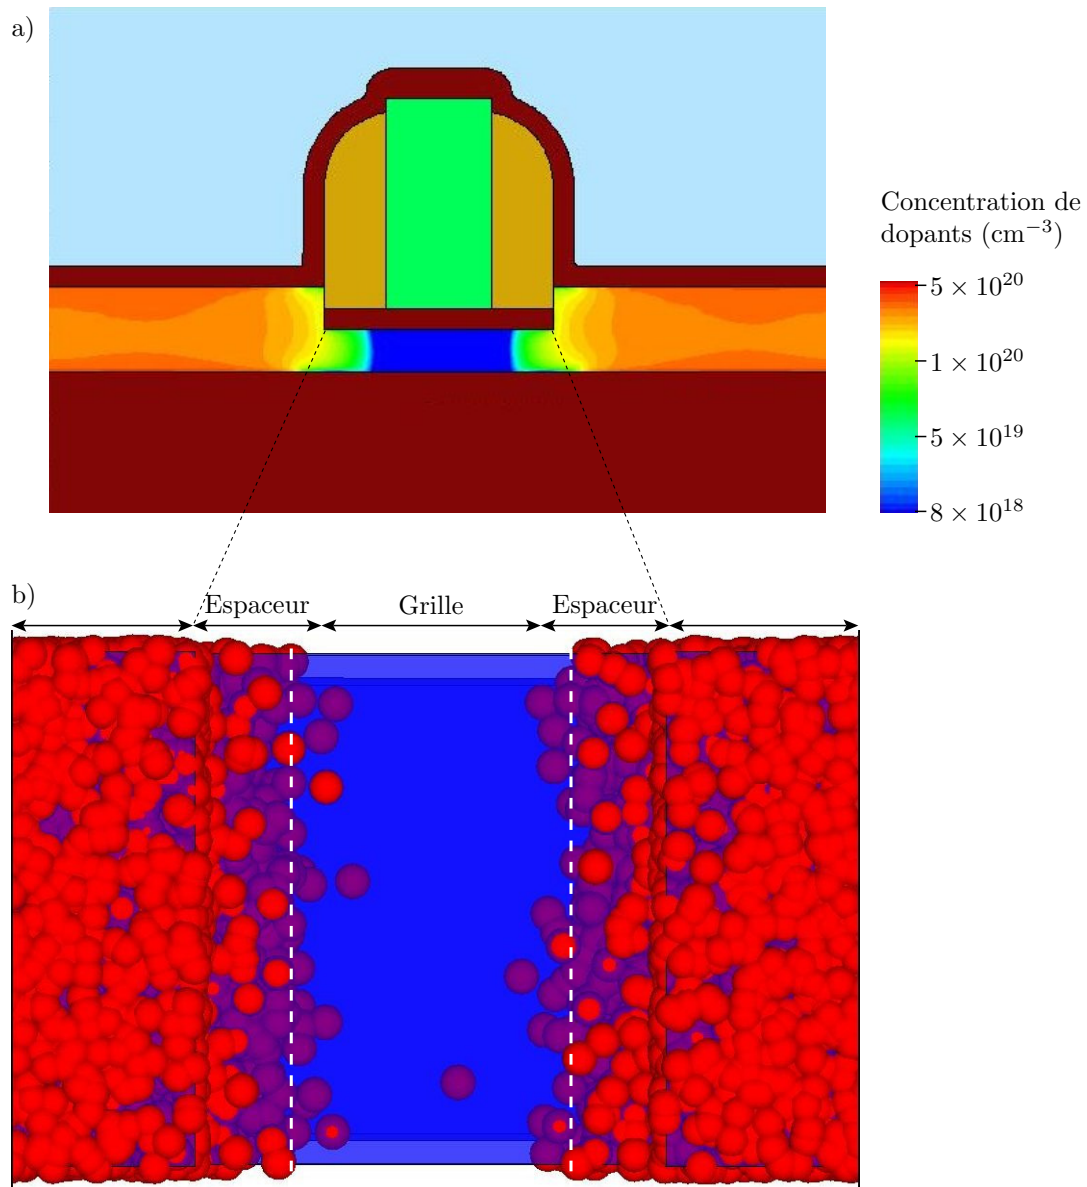 a)
Concentration de
dopants (cm⁻³)
5 × 10²⁰
1 × 10²⁰
5 × 10¹⁹
8 × 10¹⁸
b)
Espaceur Grille Espaceur